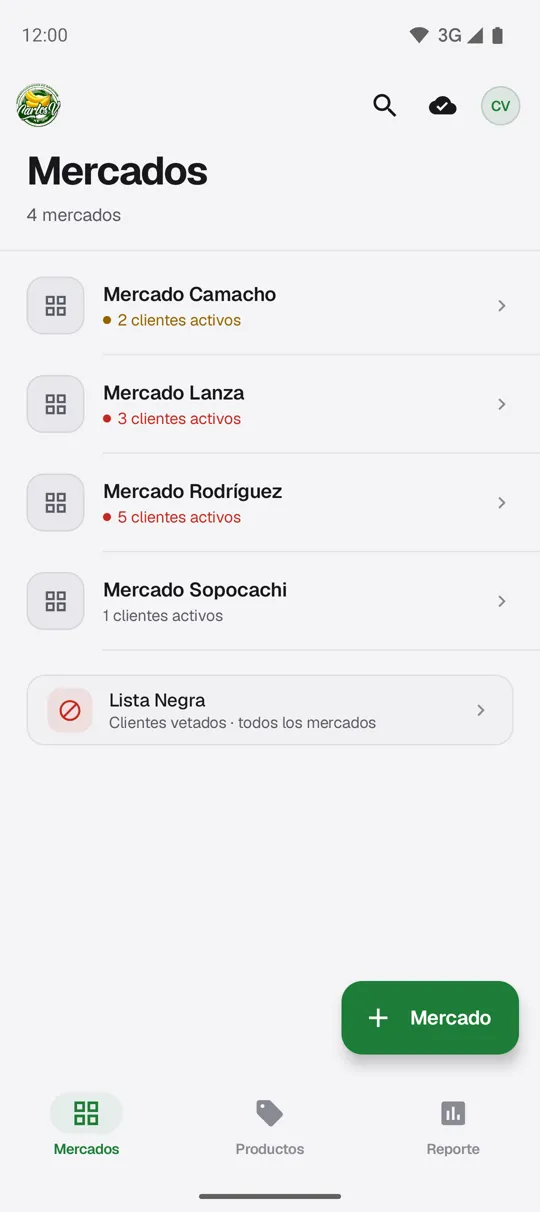 12:00
3G
Carlos V
CV
Mercados
4 mercados
Mercado Camacho
2 clientes activos
Mercado Lanza
3 clientes activos
Mercado Rodríguez
5 clientes activos
Mercado Sopocachi
1 clientes activos
Lista Negra
Clientes vetados · todos los mercados
Mercado
Mercados
Productos
Reporte